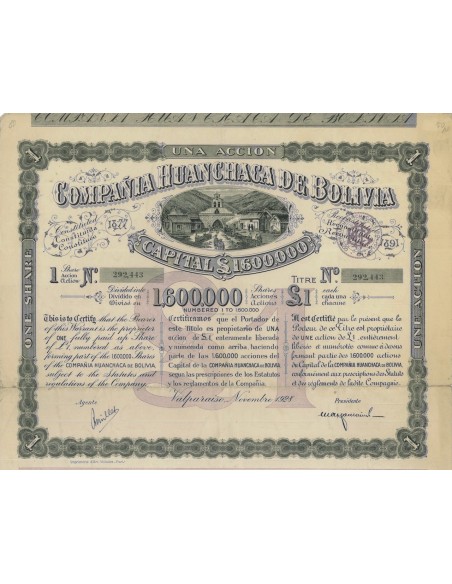 UNA ACCION
COMPAÑIA HUANCHACA DE BOLIVIA
Constituted
Constituida
Constituée
1877
1891
CAPITAL £ 1.600.000
1 Share Accion Action Nº 292,443
TITRE Nº 292,443
Divided into
Dividido en
Divisé en
1.600.000
Shares
Acciones
Actions
£1
each
cada una
chacune
NUMBERED 1 TO 1600.000
This is to Certify that the Bearer
of this Warrant is the proprietor
of ONE fully paid up Share
of £1. numbered as above,
forming part of the 1.600.000 Shares
of the COMPAÑIA HUANCHACA DE BOLIVIA
subject to the Statutes and
regulations of the Company.
Certificamos que el Portador de
este Título es propietario de UNA
acción de £.1 enteramente liberada
y numerada como arriba haciendo
parte de las 1.600.000 acciones del
Capital de la COMPAÑIA HUANCHACA DE BOLIVIA
según las prescripciones de los Estatutos
y los reglamentos de la Compañía.
Il est Certifié par le présent que le
Porteur de ce Titre est propriétaire
d'UNE action de £.1 entièrement
libérée et numérotée comme ci-dessus
formant partie des 1.600.000 actions
du Capital de la COMPAÑIA HUANCHACA DE BOLIVIA
conformément aux prescriptions des Statuts
et des réglements de ladite Compagnie.
Agente
Valparaiso, Noviembre 1928
Presidente
ONE SHARE
UNE ACTION
1
1
1
1